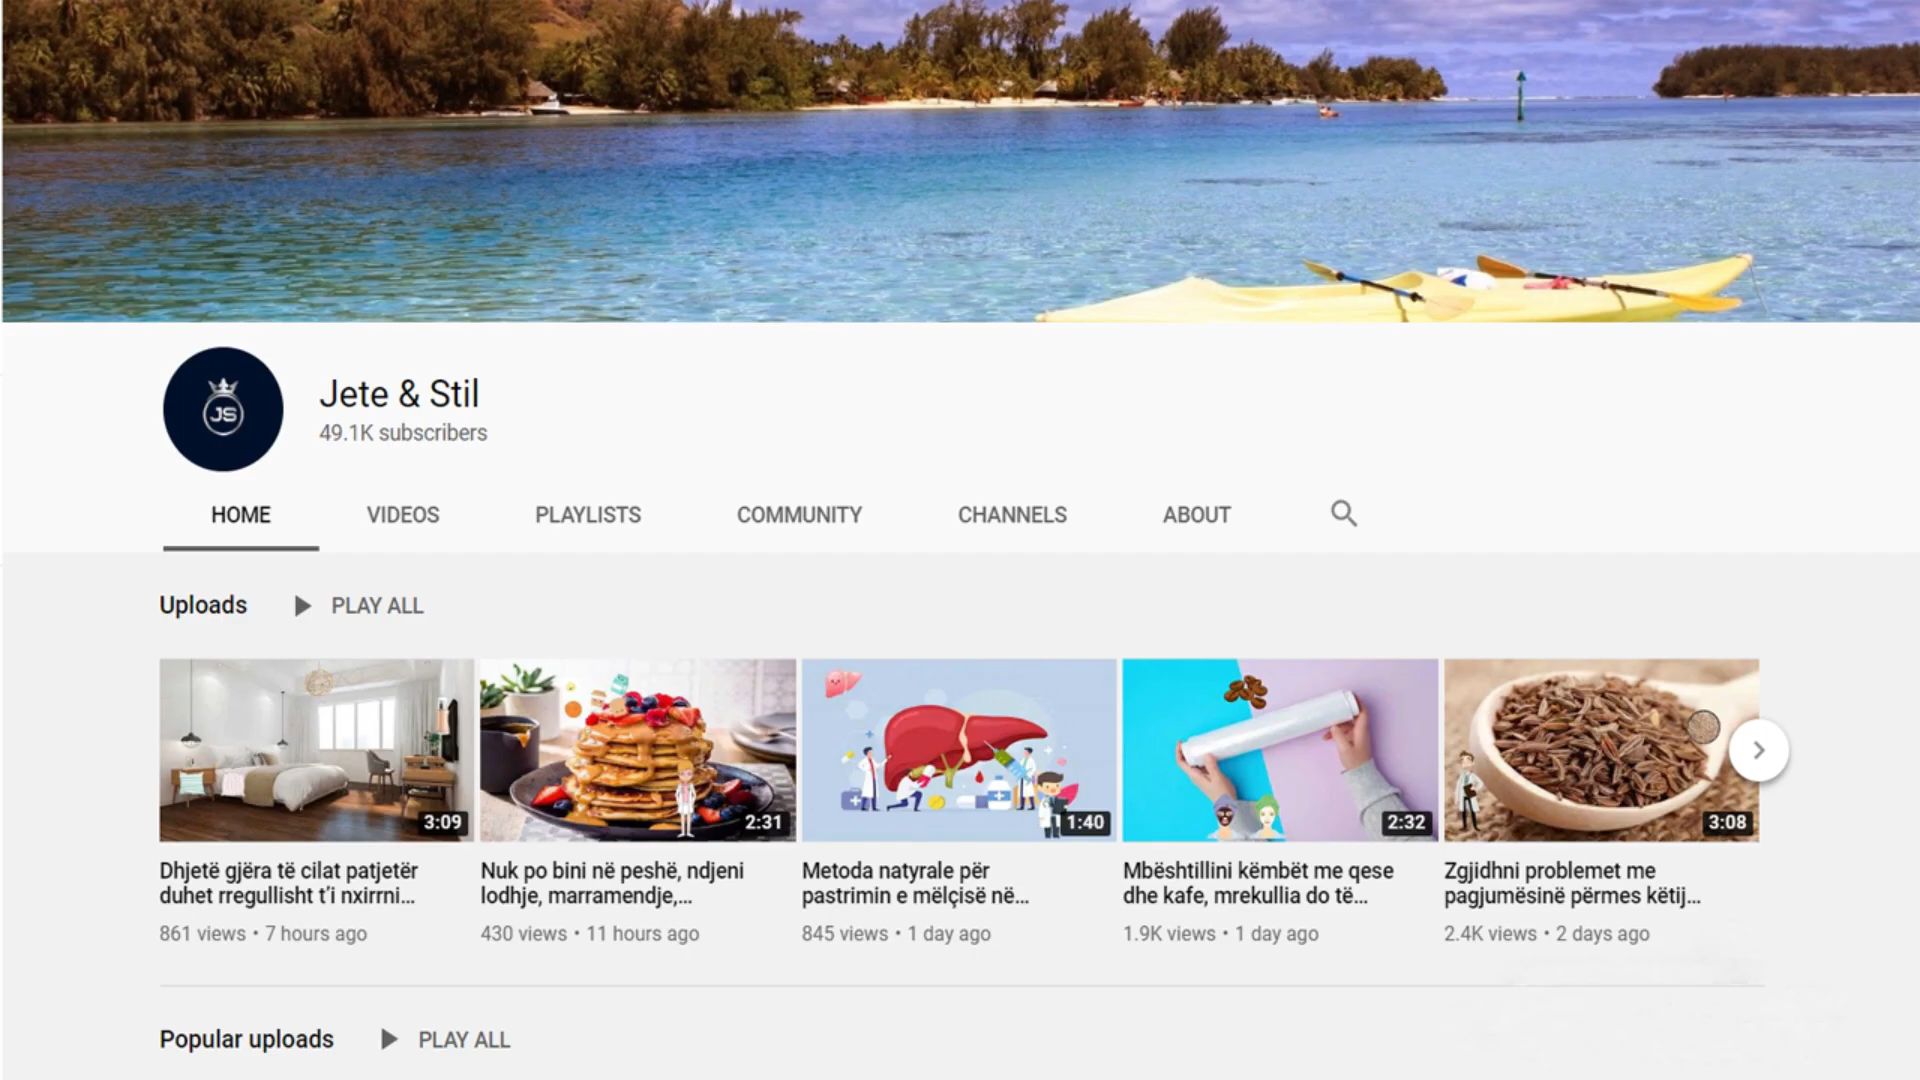 JS
Jete & Stil
49.1K subscribers
HOME VIDEOS PLAYLISTS COMMUNITY CHANNELS ABOUT
Uploads PLAY ALL
3:09 2:31 1:40 2:32 3:08
Dhjetë gjëra të cilat patjetër
duhet rregullisht t'i nxirrni...
861 views • 7 hours ago
Nuk po bini në peshë, ndjeni
lodhje, marramendje,...
430 views • 11 hours ago
Metoda natyrale për
pastrimin e mëlçisë në...
845 views • 1 day ago
Mbështillini këmbët me qese
dhe kafe, mrekullia do të...
1.9K views • 1 day ago
Zgjidhni problemet me
pagjumësinë përmes këtij...
2.4K views • 2 days ago
Popular uploads PLAY ALL